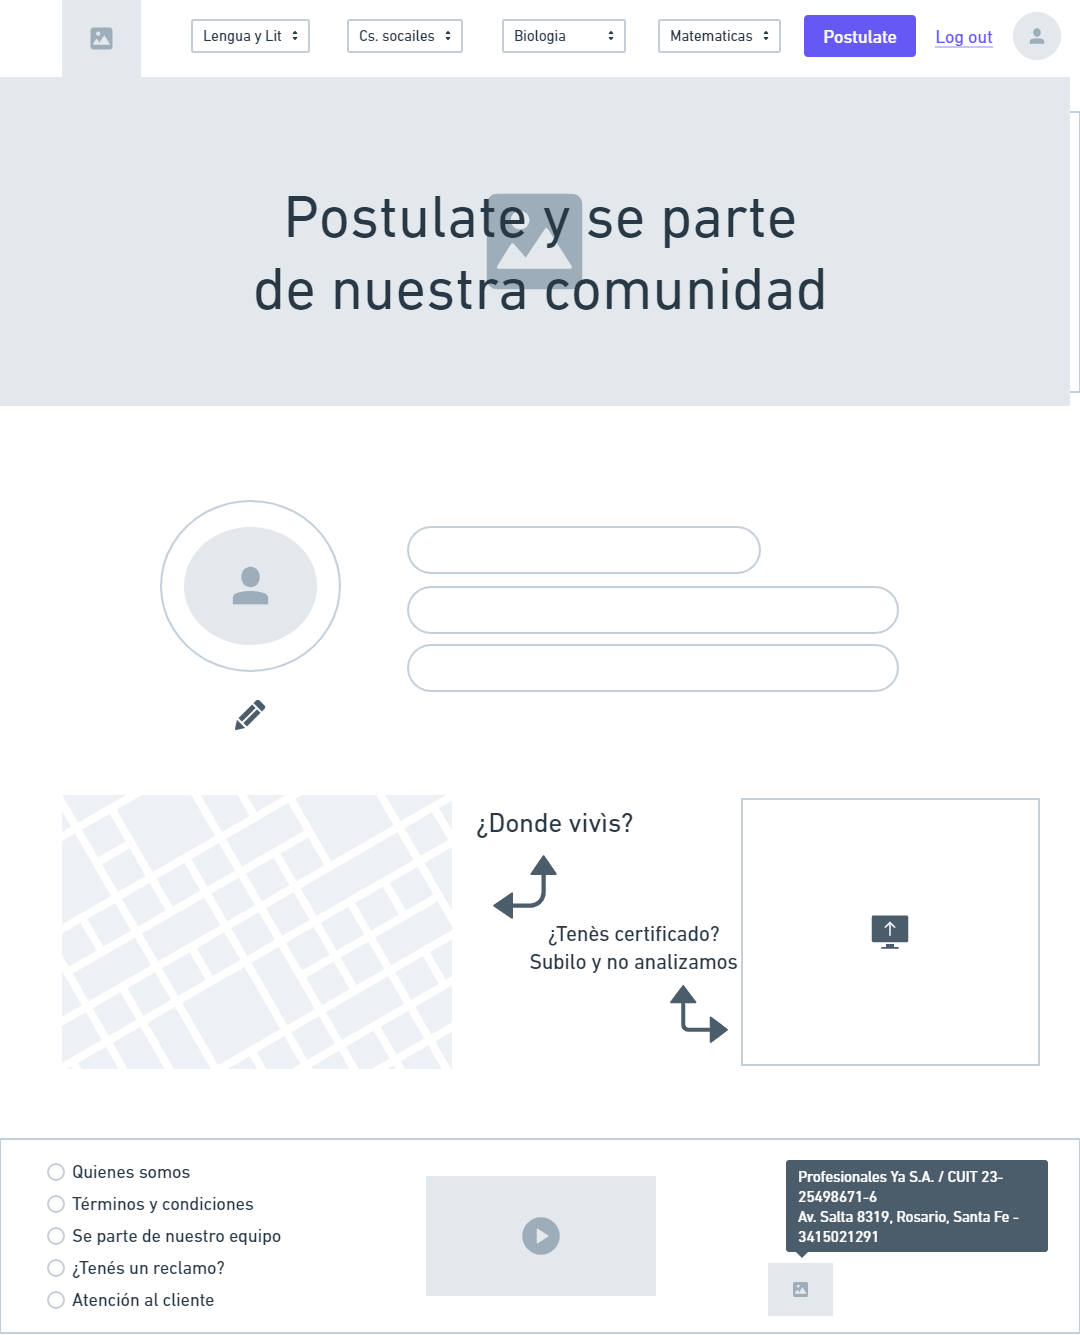 Lengua y Lit
Cs. socailes
Biologia
Matematicas
Postulate
Log out
Postulate y se parte
de nuestra comunidad
¿Donde vivìs?
¿Tenès certificado?
Subilo y no analizamos
Quienes somos
Términos y condiciones
Se parte de nuestro equipo
¿Tenés un reclamo?
Atención al cliente
Profesionales Ya S.A. / CUIT 23-
25498671-6
Av. Salta 8319, Rosario, Santa Fe -
3415021291